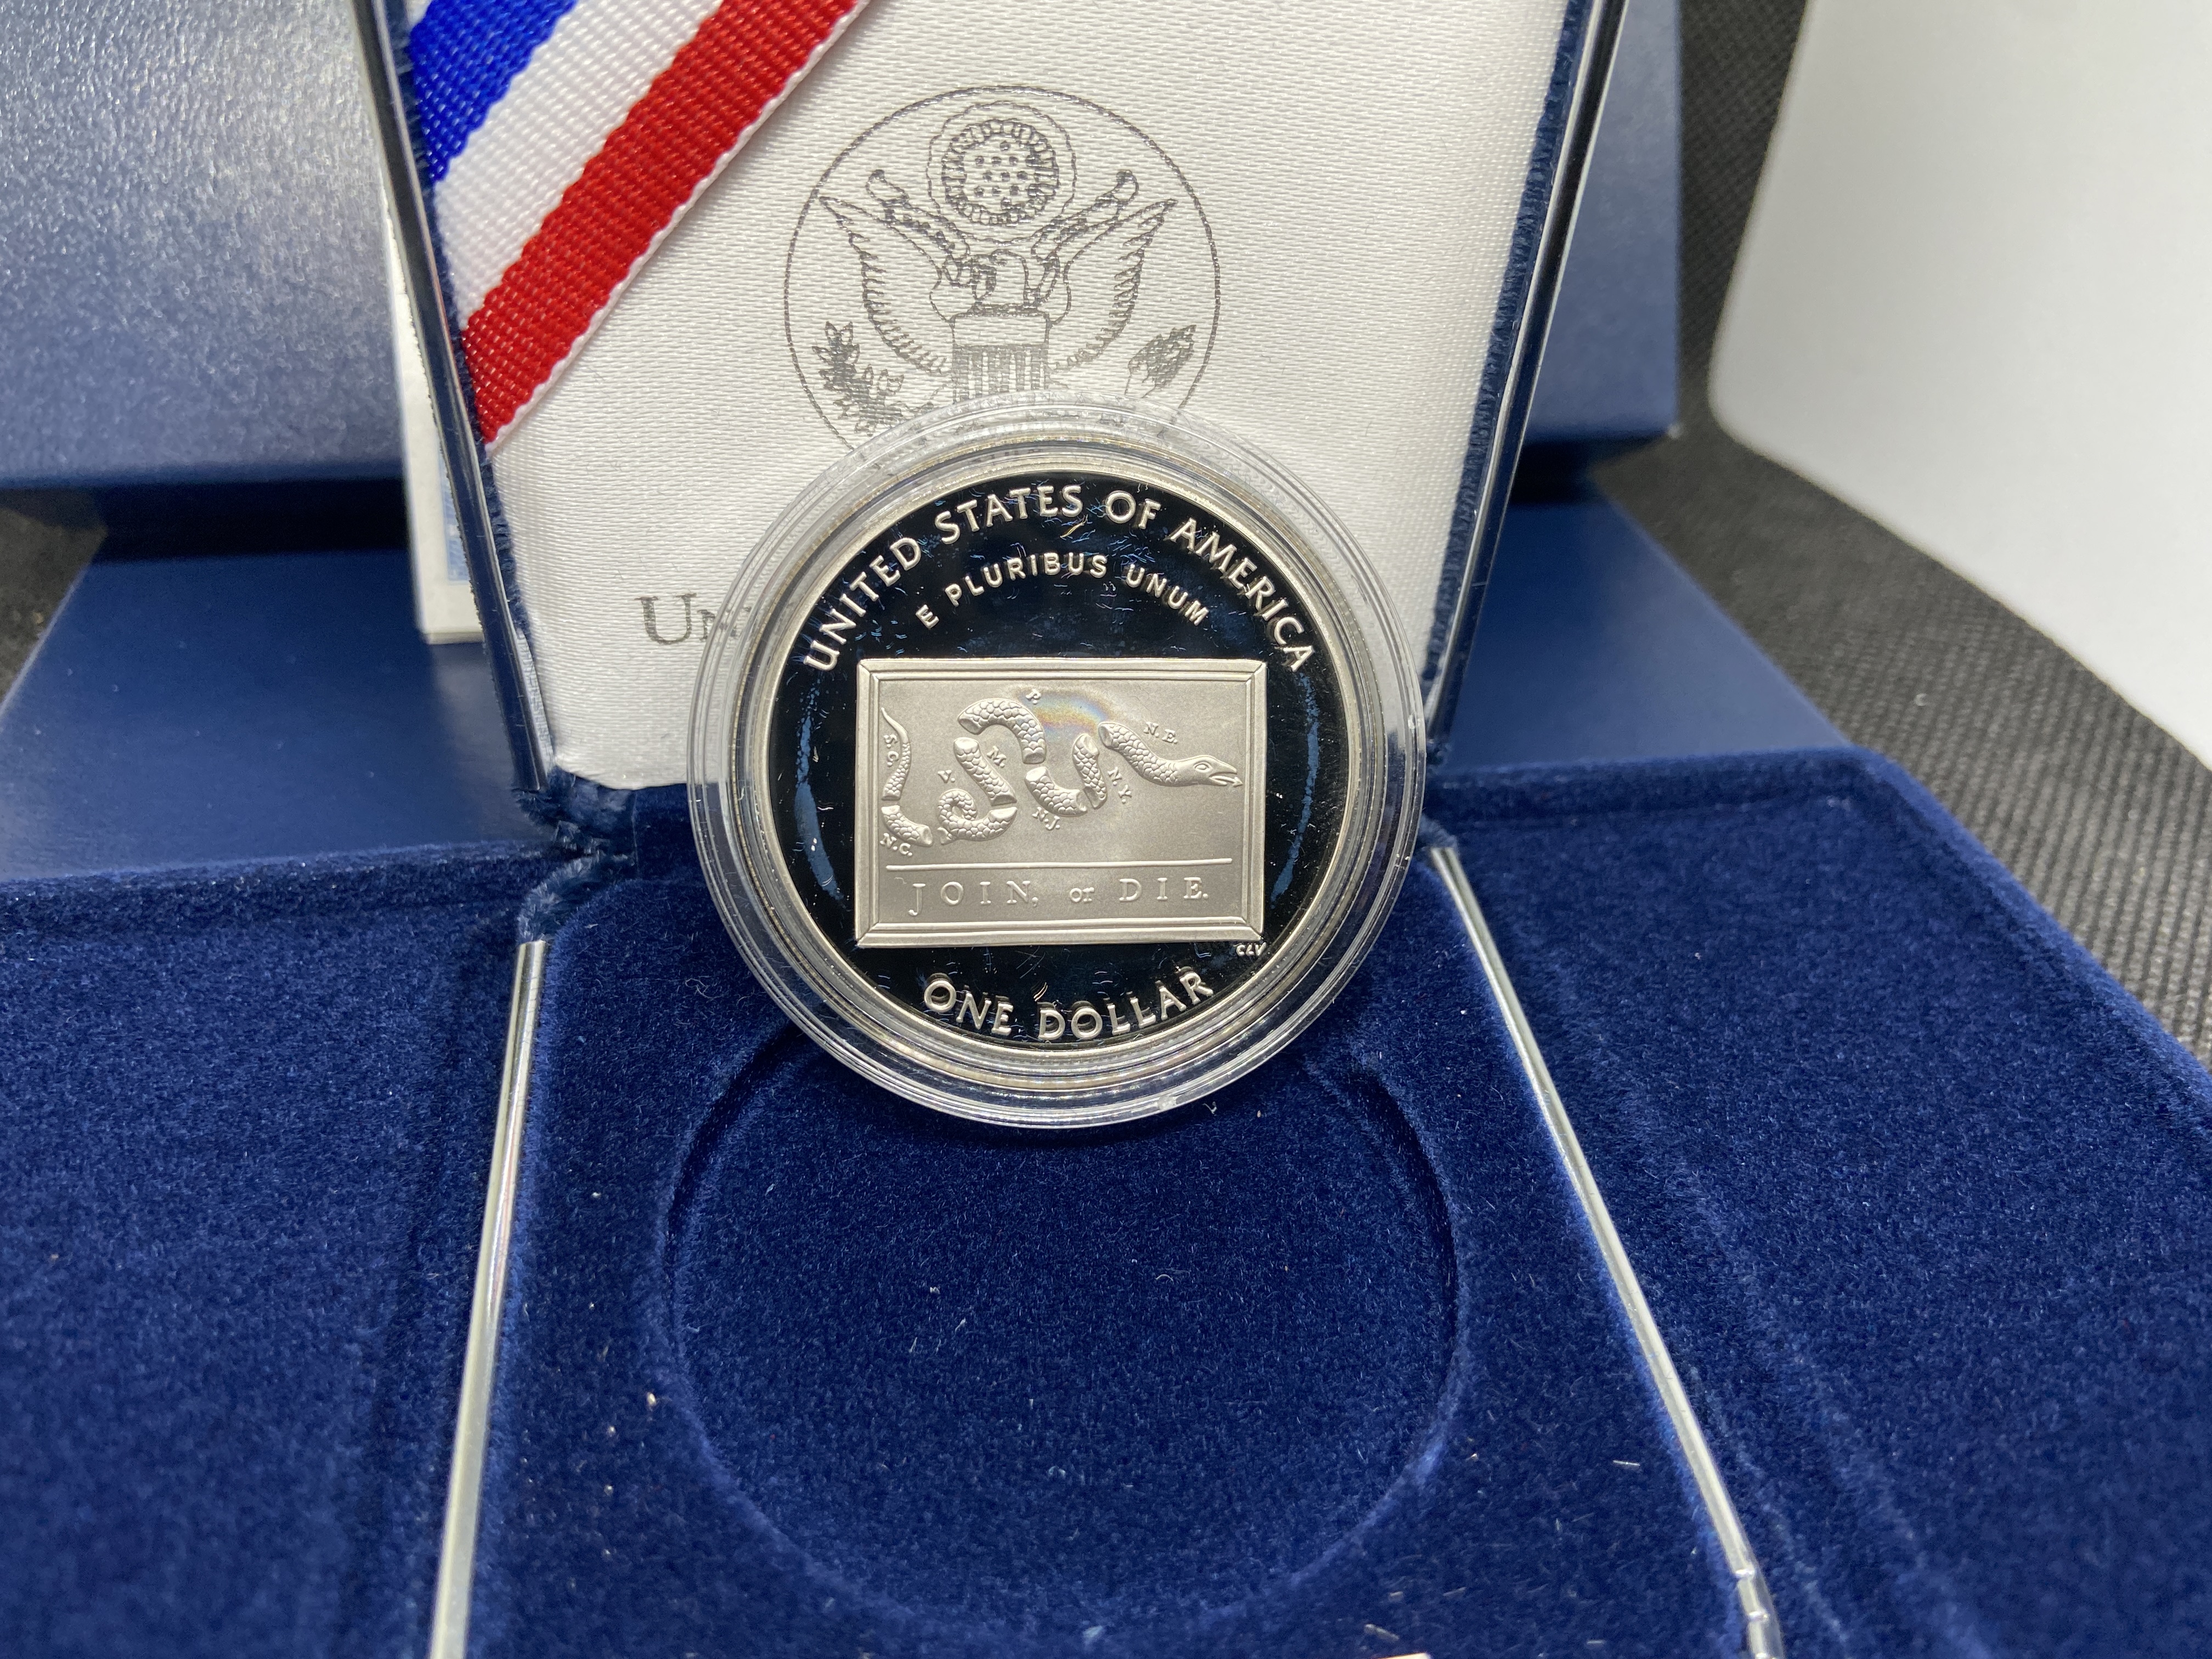 UNITED STATES OF AMERICA
E PLURIBUS UNUM
P.
N.E.
S.C.
V.
M.
N.Y.
N.J.
N.C.
JOIN, or DIE.
CLV
ONE DOLLAR